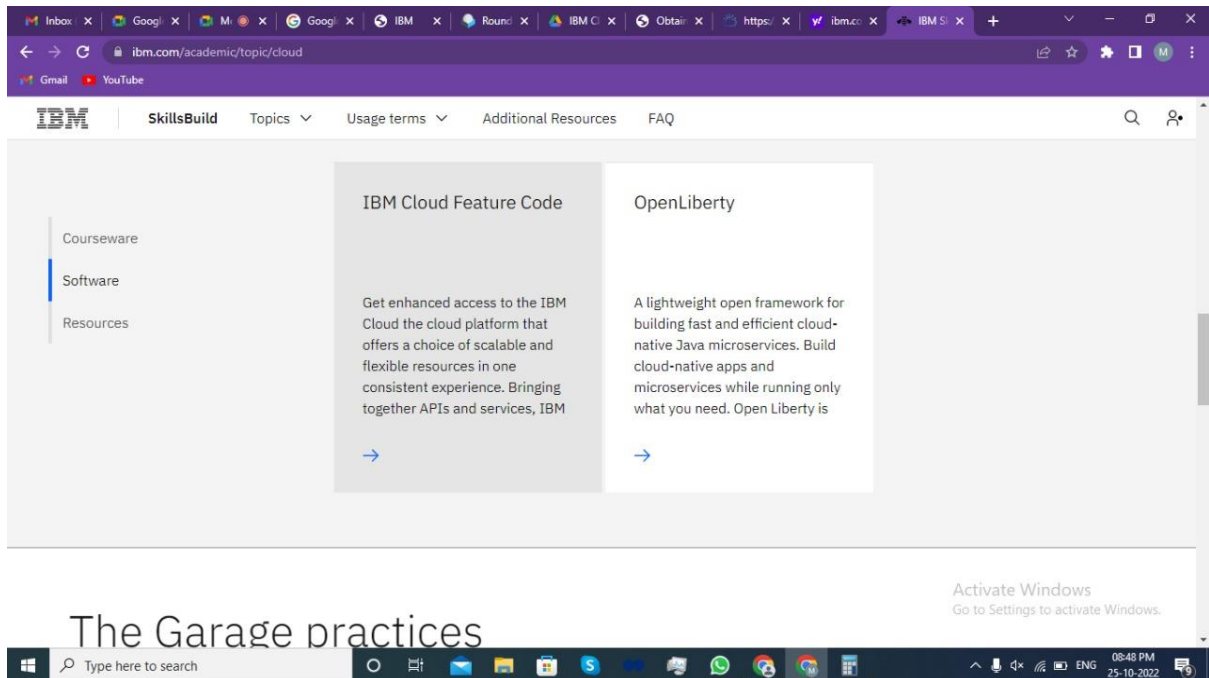 Inbox
Googl
M
Googl
IBM
Round
IBM C
Obtain
https:/
ibm.co
IBM S
ibm.com/academic/topic/cloud
M
Gmail
YouTube
IBM
SkillsBuild
Topics
Usage terms
Additional Resources
FAQ
Courseware
Software
Resources
IBM Cloud Feature Code
Get enhanced access to the IBM
Cloud the cloud platform that
offers a choice of scalable and
flexible resources in one
consistent experience. Bringing
together APIs and services, IBM
OpenLiberty
A lightweight open framework for
building fast and efficient cloud-
native Java microservices. Build
cloud-native apps and
microservices while running only
what you need. Open Liberty is
The Garage practices
Activate Windows
Go to Settings to activate Windows.
Type here to search
ENG
08:48 PM
25-10-2022